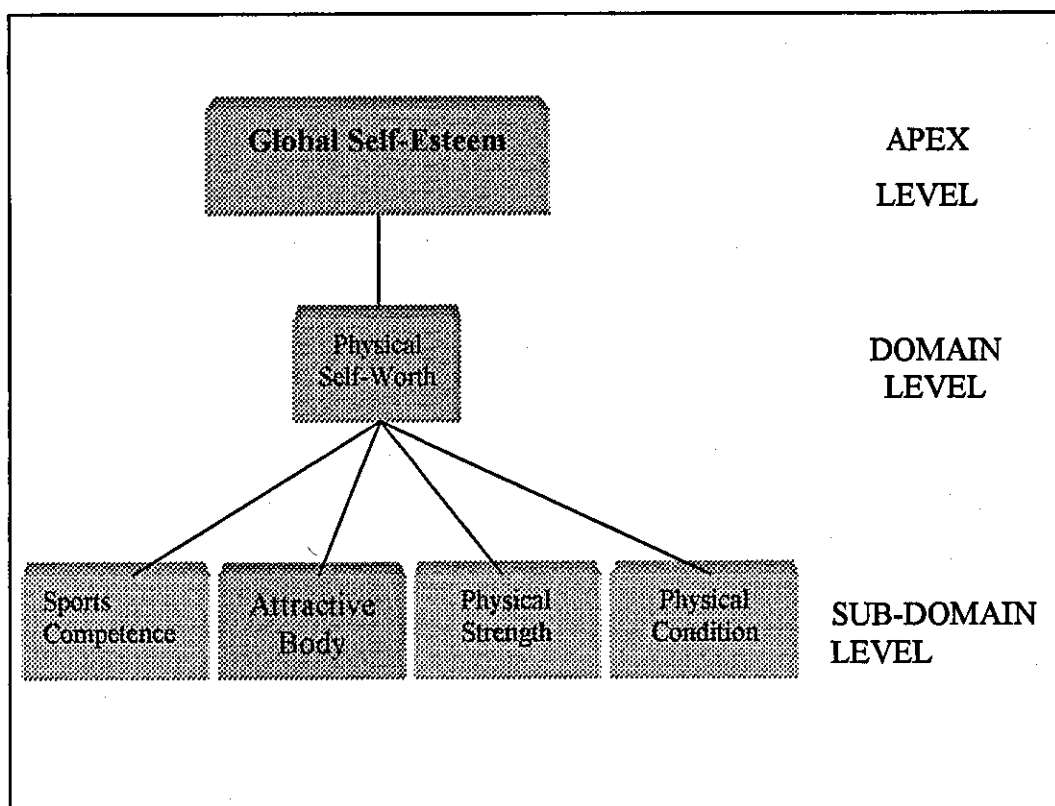 Global Self-Esteem
APEX
LEVEL
Physical
Self-Worth
DOMAIN
LEVEL
Sports
Competence
Attractive
Body
Physical
Strength
Physical
Condition
SUB-DOMAIN
LEVEL